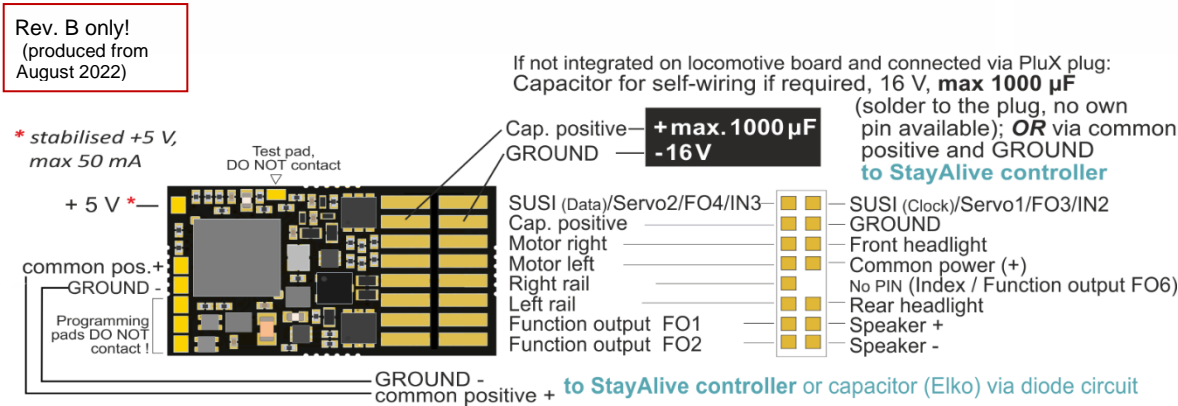 Rev. B only!
(produced from
August 2022)
If not integrated on locomotive board and connected via PluX plug:
Capacitor for self-wiring if required, 16 V, max 1000 µF
(solder to the plug, no own
pin available); OR via common
positive and GROUND
to StayAlive controller
* stabilised +5 V,
max 50 mA
Test pad,
DO NOT contact
Cap. positive
GROUND
+max.1000µF
-16V
+ 5 V *
common pos.+
GROUND -
Programming
pads DO NOT
contact !
SUSI (Data)/Servo2/FO4/IN3
Cap. positive
Motor right
Motor left
Right rail
Left rail
Function output FO1
Function output FO2
SUSI (Clock)/Servo1/FO3/IN2
GROUND
Front headlight
Common power (+)
No PIN (Index / Function output FO6)
Rear headlight
Speaker +
Speaker -
GROUND -
common positive +
to StayAlive controller or capacitor (Elko) via diode circuit